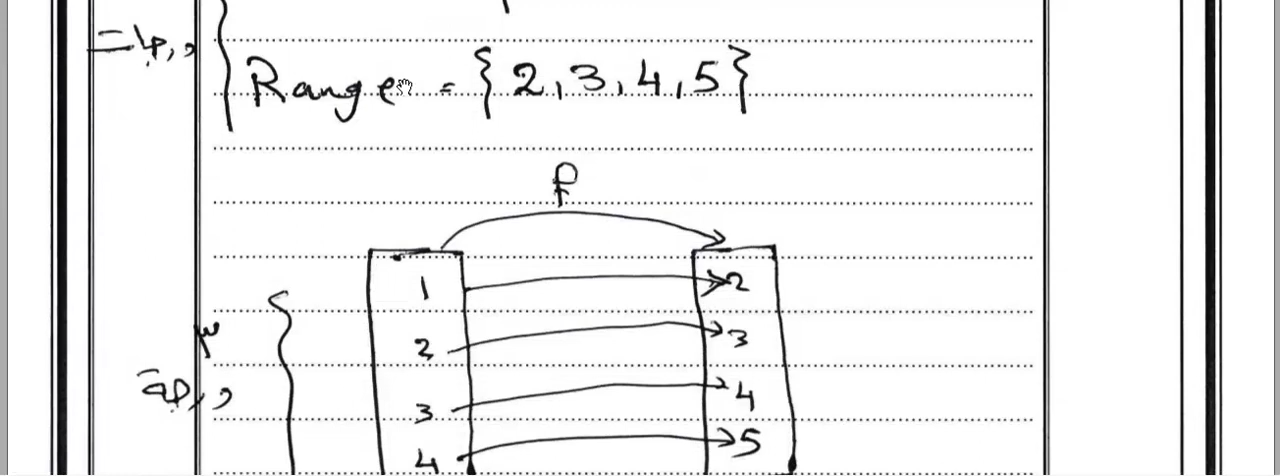 Range = {2, 3, 4, 5}
f
1 2
2 3
3 4
4 5